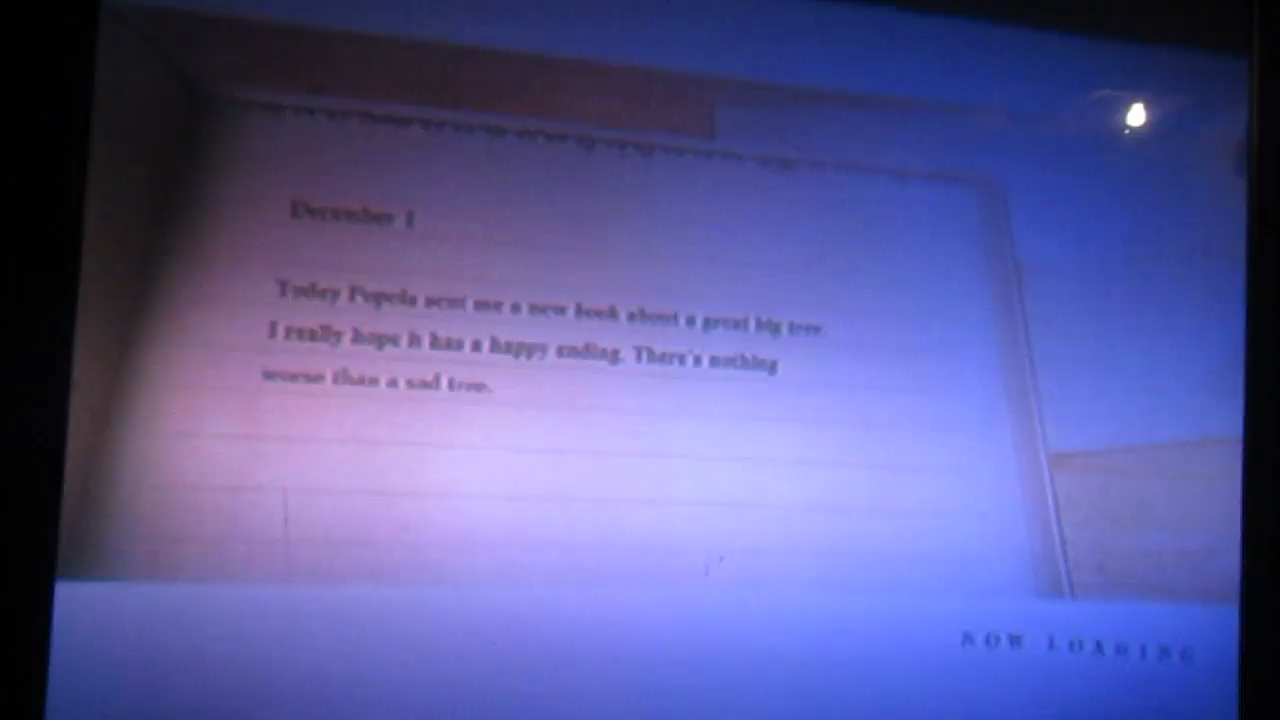 December 1
Today Popola sent me a new book about a great big tree.
I really hope it has a happy ending. There's nothing
worse than a sad tree.
NOW LOADING